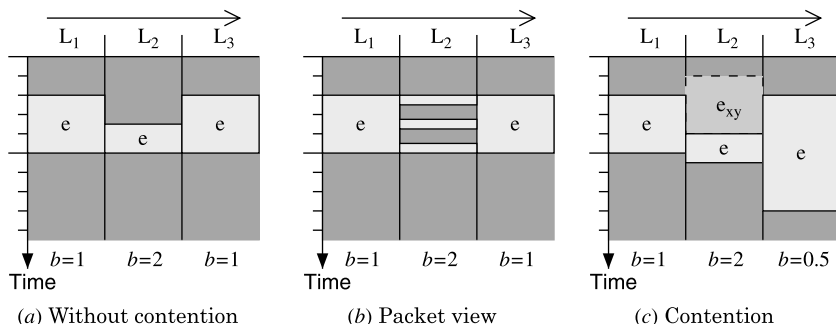 L₁ L₂ L₃ L₁ L₂ L₃ L₁ L₂ L₃
e e e e e e_xy e e e
b=1 b=2 b=1 b=1 b=2 b=1 b=1 b=2 b=0.5
Time Time Time
(a) Without contention (b) Packet view (c) Contention